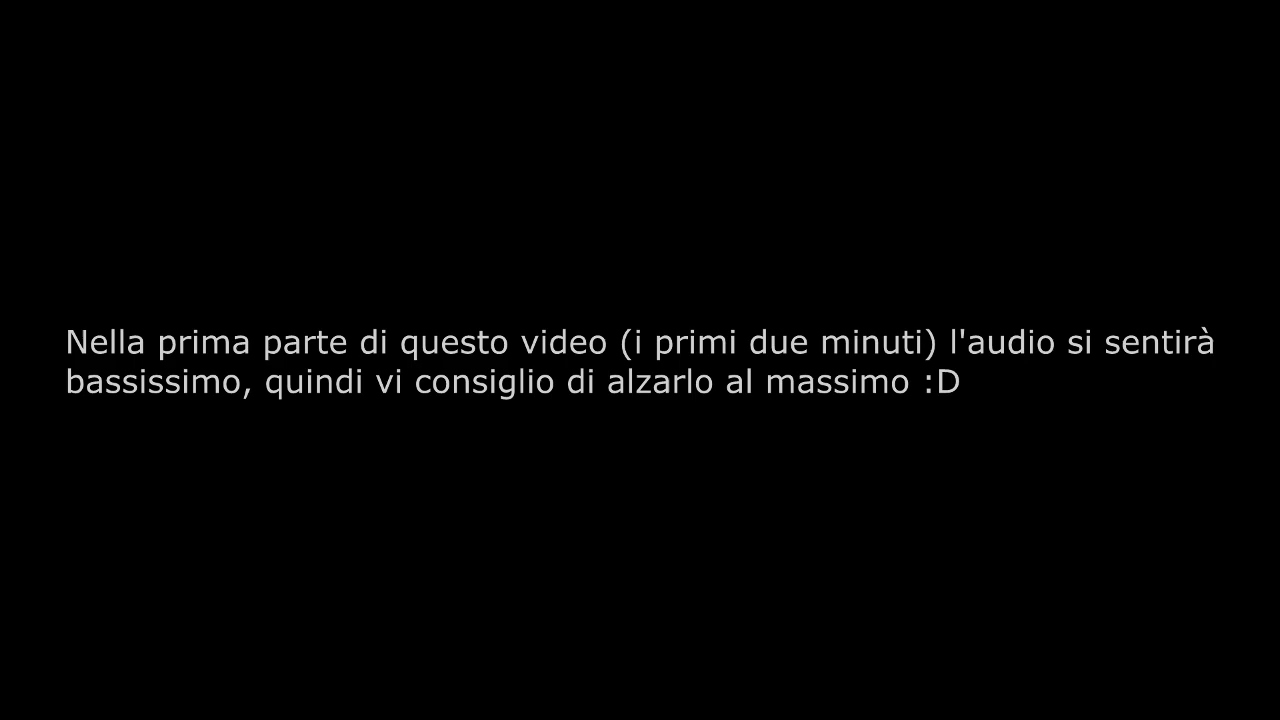 Nella prima parte di questo video (i primi due minuti) l'audio si sentirà
bassissimo, quindi vi consiglio di alzarlo al massimo :D